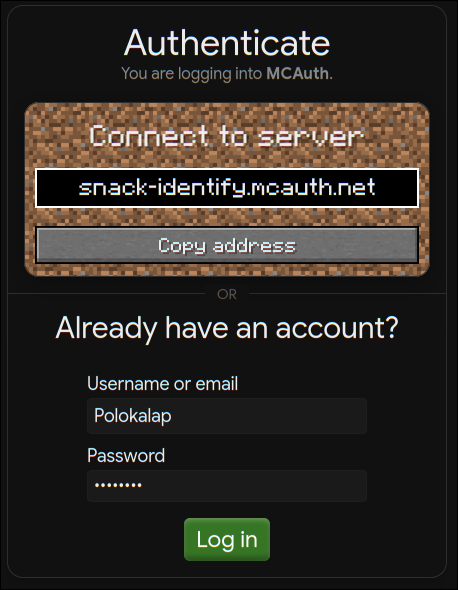 Authenticate
You are logging into MCAuth.
Connect to server
snack-identify.mcauth.net
Copy address
OR
Already have an account?
Username or email
Polokalap
Password
••••••••
Log in